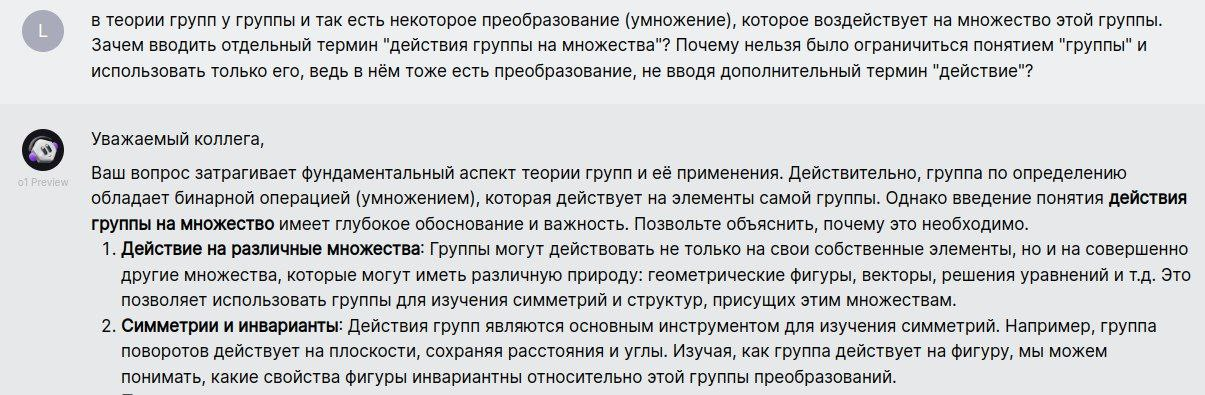 L
в теории групп у группы и так есть некоторое преобразование (умножение), которое воздействует на множество этой группы.
Зачем вводить отдельный термин "действия группы на множества"? Почему нельзя было ограничиться понятием "группы" и
использовать только его, ведь в нём тоже есть преобразование, не вводя дополнительный термин "действие"?
Уважаемый коллега,
o1 Preview
Ваш вопрос затрагивает фундаментальный аспект теории групп и её применения. Действительно, группа по определению
обладает бинарной операцией (умножением), которая действует на элементы самой группы. Однако введение понятия действия
группы на множество имеет глубокое обоснование и важность. Позвольте объяснить, почему это необходимо.
1. Действие на различные множества: Группы могут действовать не только на свои собственные элементы, но и на совершенно
другие множества, которые могут иметь различную природу: геометрические фигуры, векторы, решения уравнений и т.д. Это
позволяет использовать группы для изучения симметрий и структур, присущих этим множествам.
2. Симметрии и инварианты: Действия групп являются основным инструментом для изучения симметрий. Например, группа
поворотов действует на плоскости, сохраняя расстояния и углы. Изучая, как группа действует на фигуру, мы можем
понимать, какие свойства фигуры инвариантны относительно этой группы преобразований.